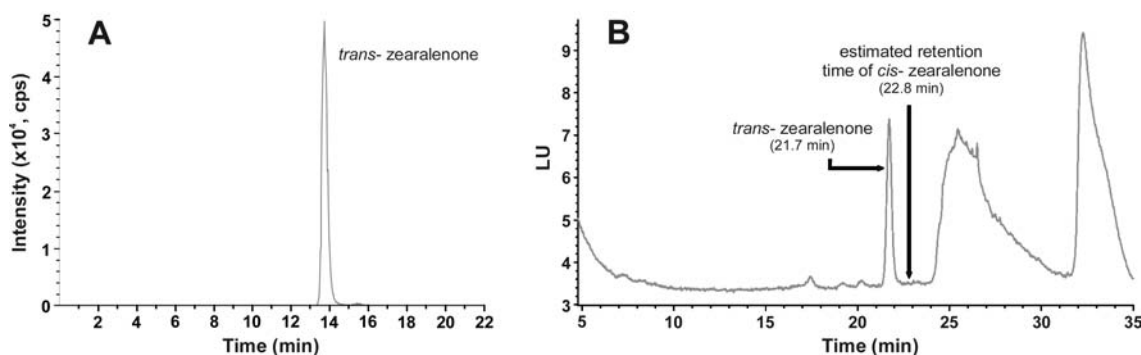 A
trans- zearalenone
Intensity (x10⁴, cps)
5
4
3
2
1
0
2 4 6 8 10 12 14 16 18 20 22
Time (min)
B
estimated retention
time of cis- zearalenone
(22.8 min)
trans- zearalenone
(21.7 min)
LU
9
8
7
6
5
4
3
5 10 15 20 25 30 35
Time (min)